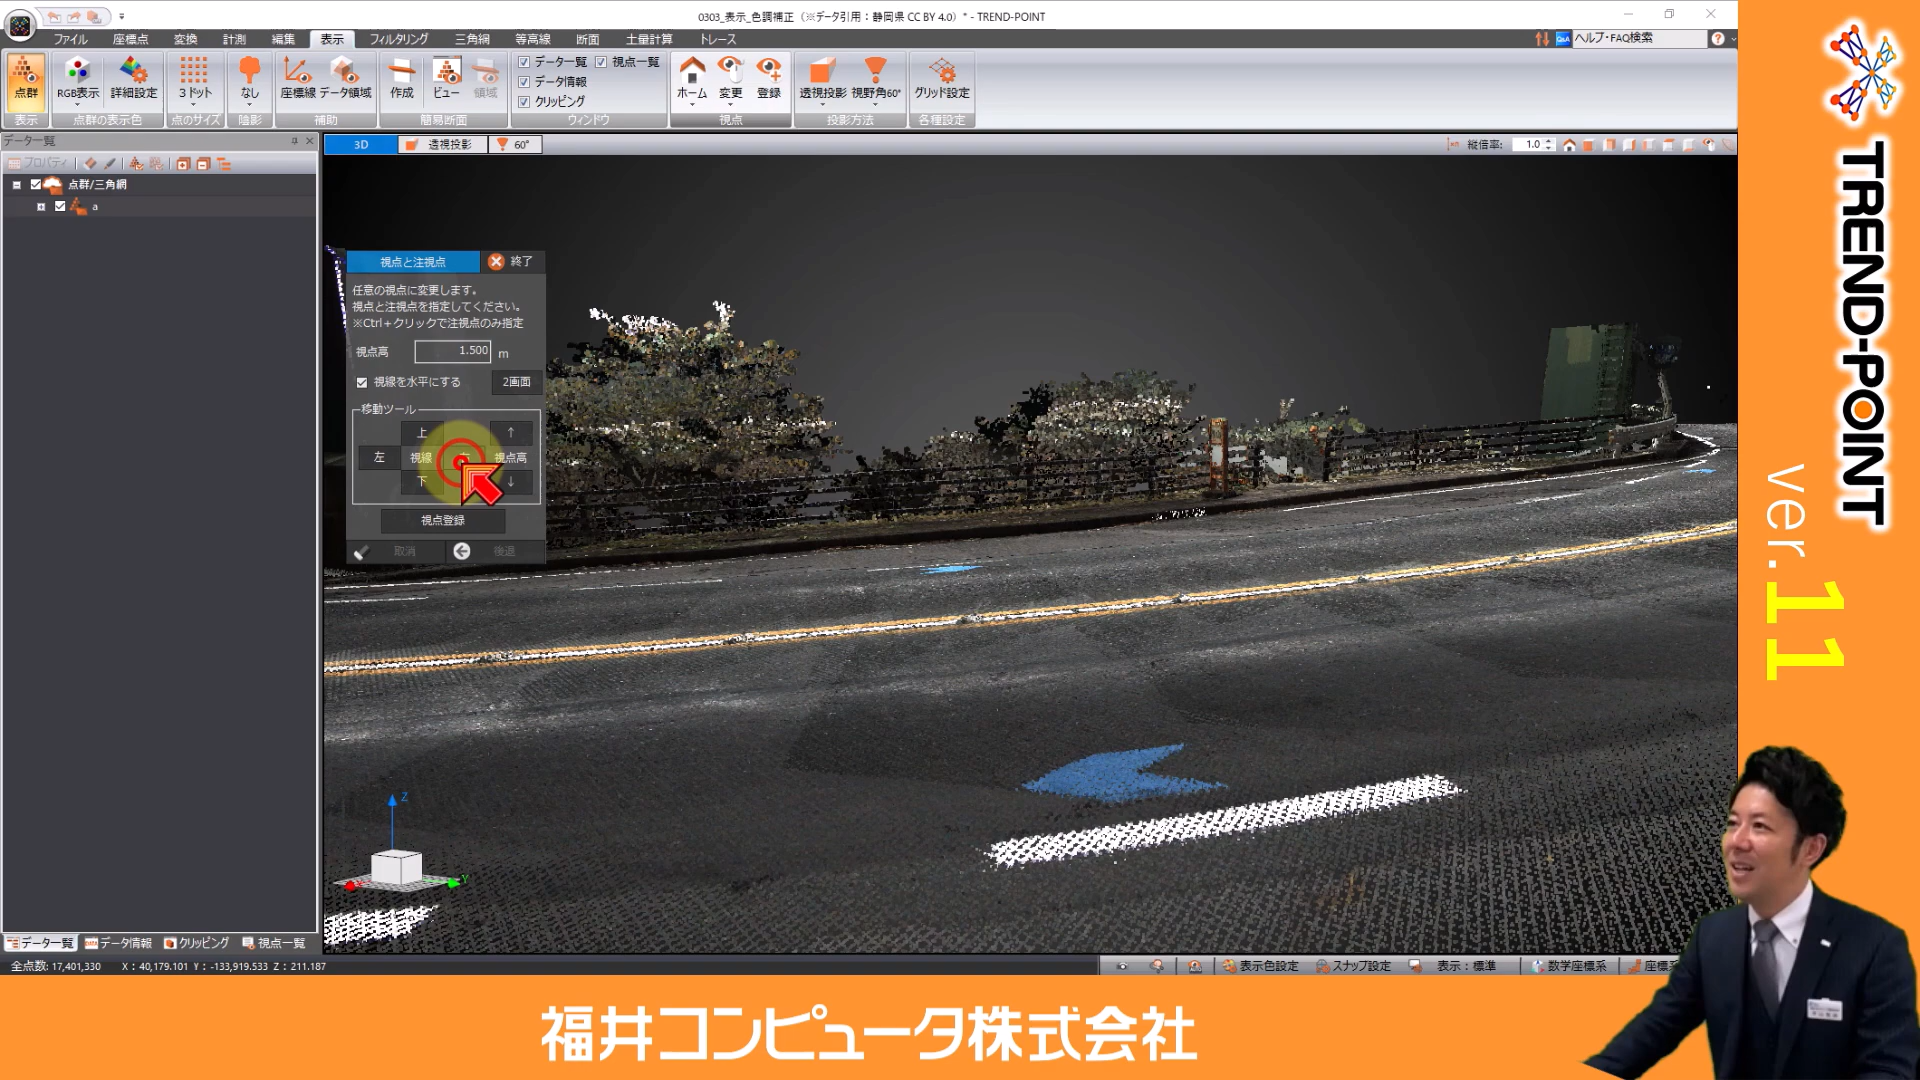 0303_表示_色調補正（※データ引用：静岡県 CC BY 4.0）* - TREND-POINT
ファイル 座標点 変換 計測 編集 表示 フィルタリング 三角網 等高線 断面 土量計算 トレース
ヘルプ・FAQ検索
点群 RGB表示 詳細設定 3ドット なし 座標線 データ領域 作成 ビュー 領域
データ一覧 視点一覧
データ情報
クリッピング
ホーム 変更 登録 透視投影 視野角60° グリッド設定
表示 点群の表示色 点のサイズ 陰影 補助 簡易断面 ウィンドウ 視点 投影方法 各種設定
データ一覧
プロパティ
点群/三角網
a
3D 透視投影 60°
縦倍率: 1.0
視点と注視点 終了
任意の視点に変更します。
視点と注視点を指定してください。
※Ctrl+クリックで注視点のみ指定
視点高 1.500 m
視線を水平にする 2画面
移動ツール
上 ↑
左 視線 視点高
下 ↓
視点登録
取消 後退
Z
Y
データ一覧 データ情報 クリッピング 視点一覧
全点数: 17,401,330 X : 40,179.101 Y : -133,919.533 Z : 211.187
表示色設定 スナップ設定 表示：標準 数学座標系
TREND-POINT
ver.11
福井コンピュータ株式会社